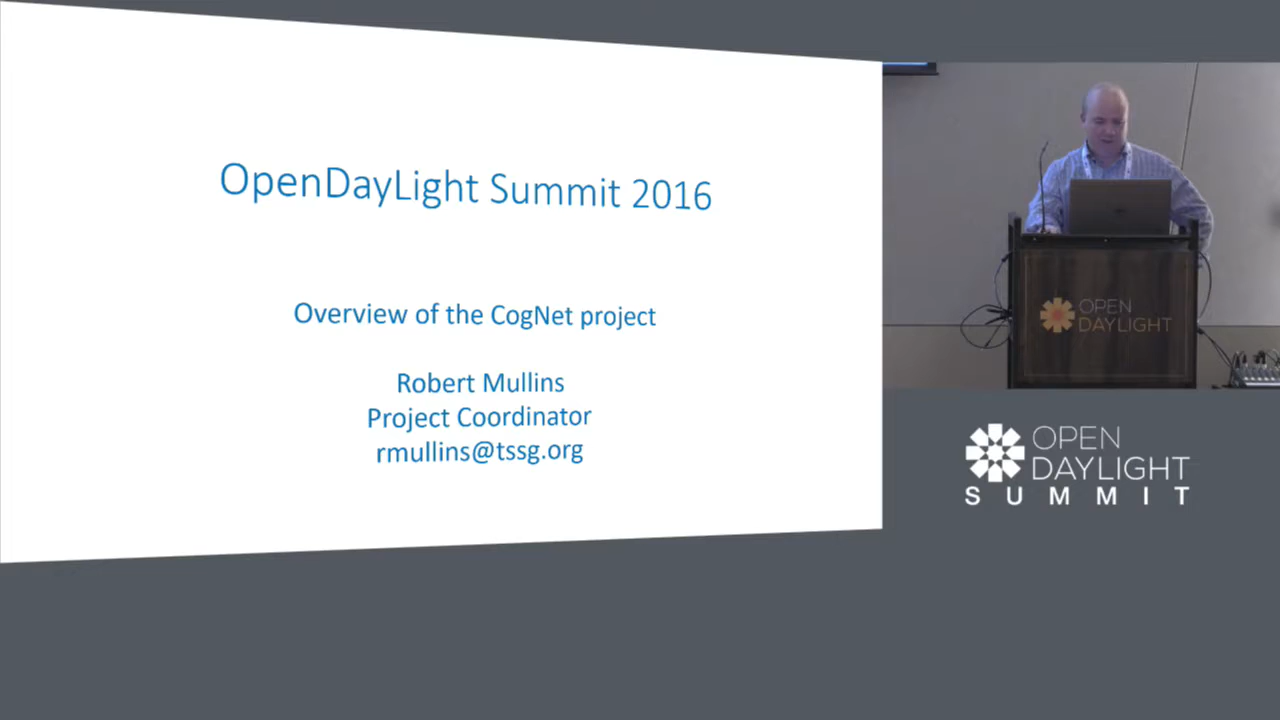 OpenDayLight Summit 2016
Overview of the CogNet project
Robert Mullins
Project Coordinator
rmullins@tssg.org
OPEN
DAYLIGHT
OPEN
DAYLIGHT
SUMMIT